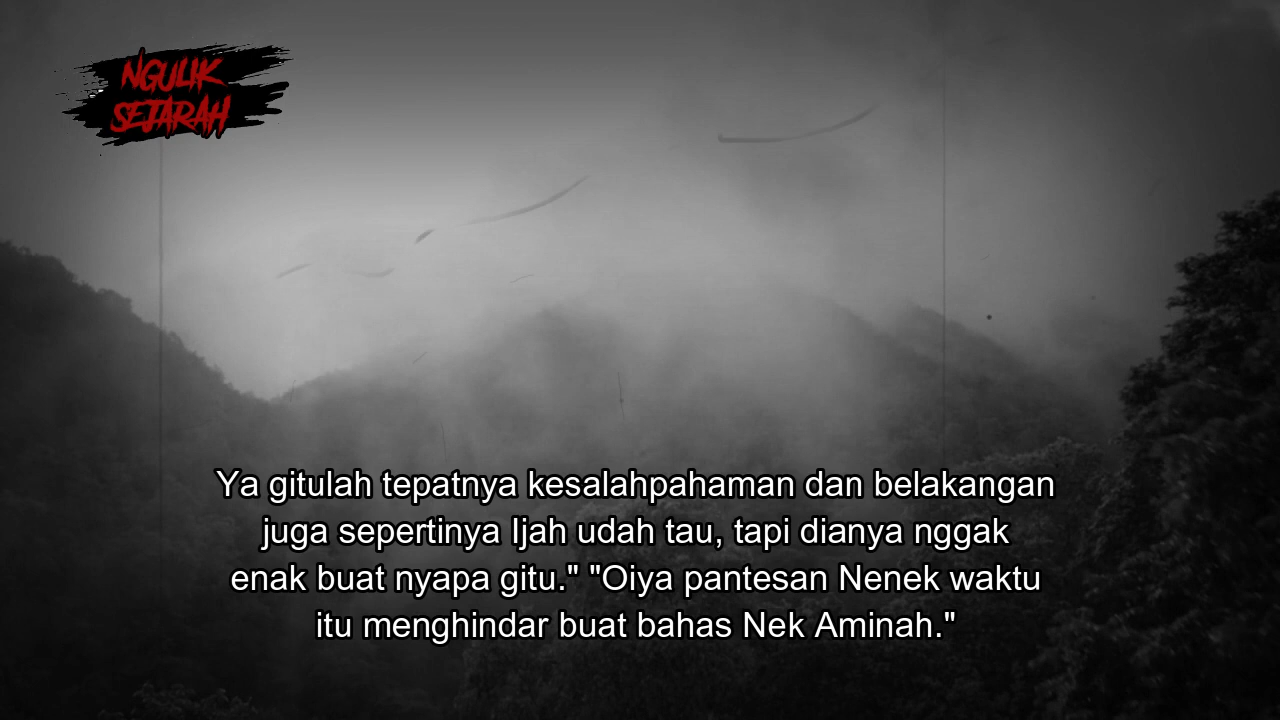 NGULIK
SEJARAH
Ya gitulah tepatnya kesalahpahaman dan belakangan
juga sepertinya Ijah udah tau, tapi dianya nggak
enak buat nyapa gitu." "Oiya pantesan Nenek waktu
itu menghindar buat bahas Nek Aminah."